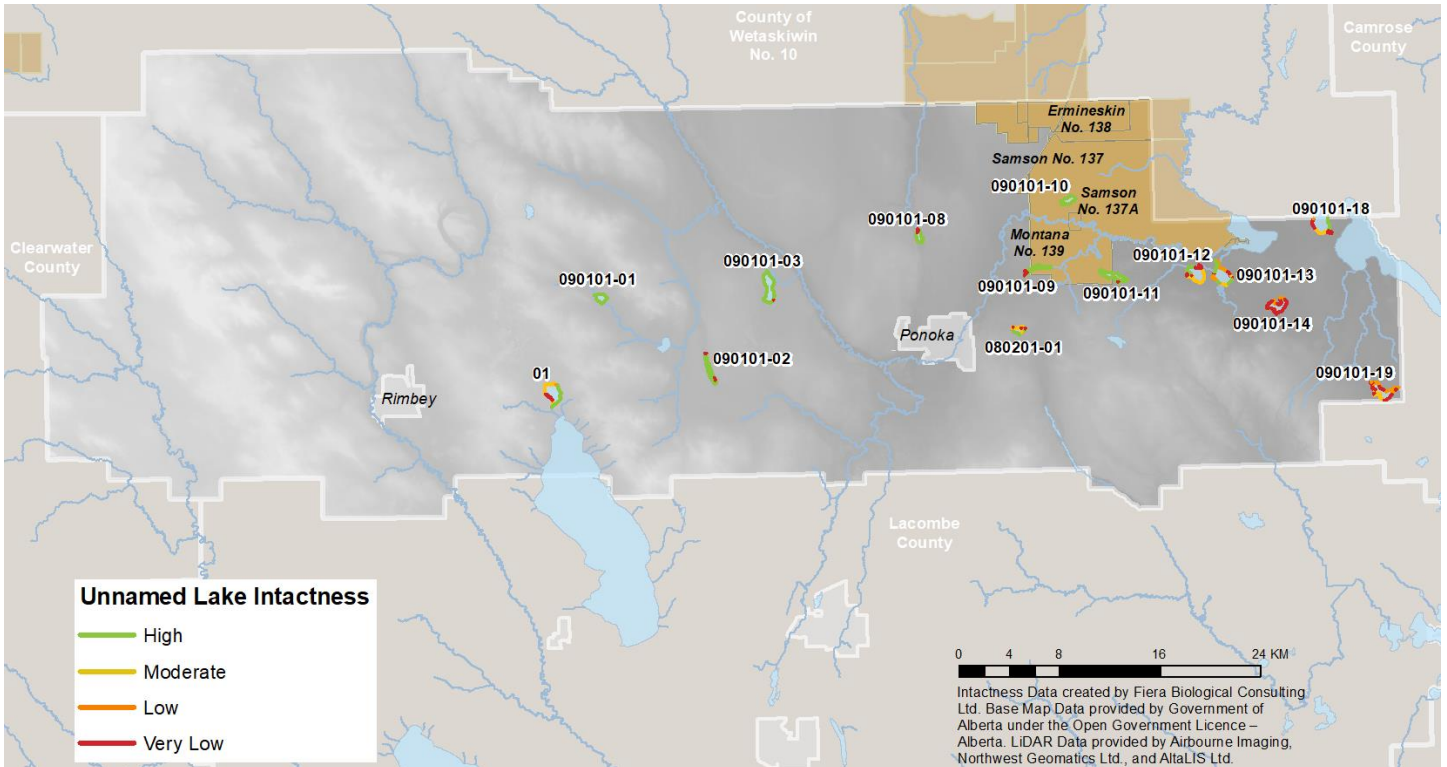 County of
Wetaskiwin
No. 10
Camrose
County
Ermineskin
No. 138
Samson No. 137
090101-10
Samson
No. 137A
090101-18
090101-08
Montana
No. 139
Clearwater
County
090101-12
090101-03
090101-01
090101-13
090101-09
090101-11
090101-14
Ponoka
080201-01
090101-02
01
090101-19
Rimbey
Lacombe
County
Unnamed Lake Intactness
High
Moderate
Low
Very Low
0 4 8 16 24 KM
Intactness Data created by Fiera Biological Consulting
Ltd. Base Map Data provided by Government of
Alberta under the Open Government Licence –
Alberta. LiDAR Data provided by Airbourne Imaging,
Northwest Geomatics Ltd., and AltaLIS Ltd.